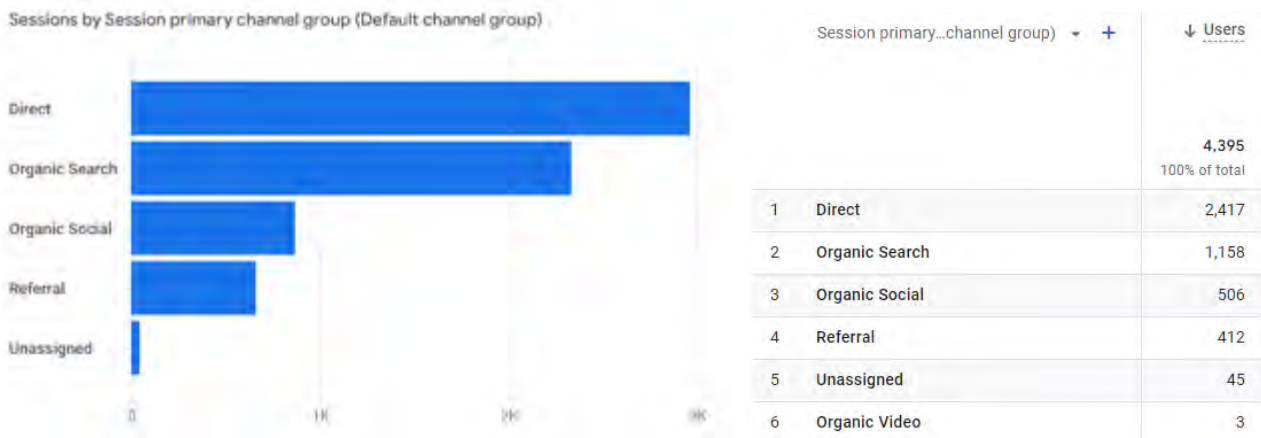 Sessions by Session primary channel group (Default channel group)
Direct
Organic Search
Organic Social
Referral
Unassigned
0 1K 2K 3K
Session primary...channel group) + ↓ Users
4,395
100% of total
1 Direct 2,417
2 Organic Search 1,158
3 Organic Social 506
4 Referral 412
5 Unassigned 45
6 Organic Video 3